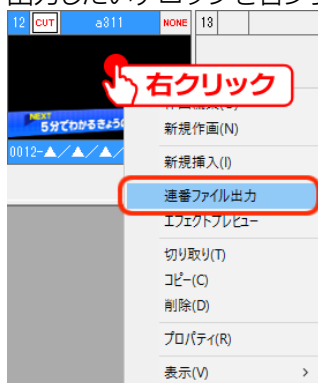 12 CUT a311 NONE 13
右クリック
NEXT
5分でわかるきょうの
0012-▲/▲/▲/
新規作画(N)
新規挿入(I)
連番ファイル出力
エフェクトプレビュー
切り取り(T)
コピー(C)
削除(D)
プロパティ(R)
表示(V) >